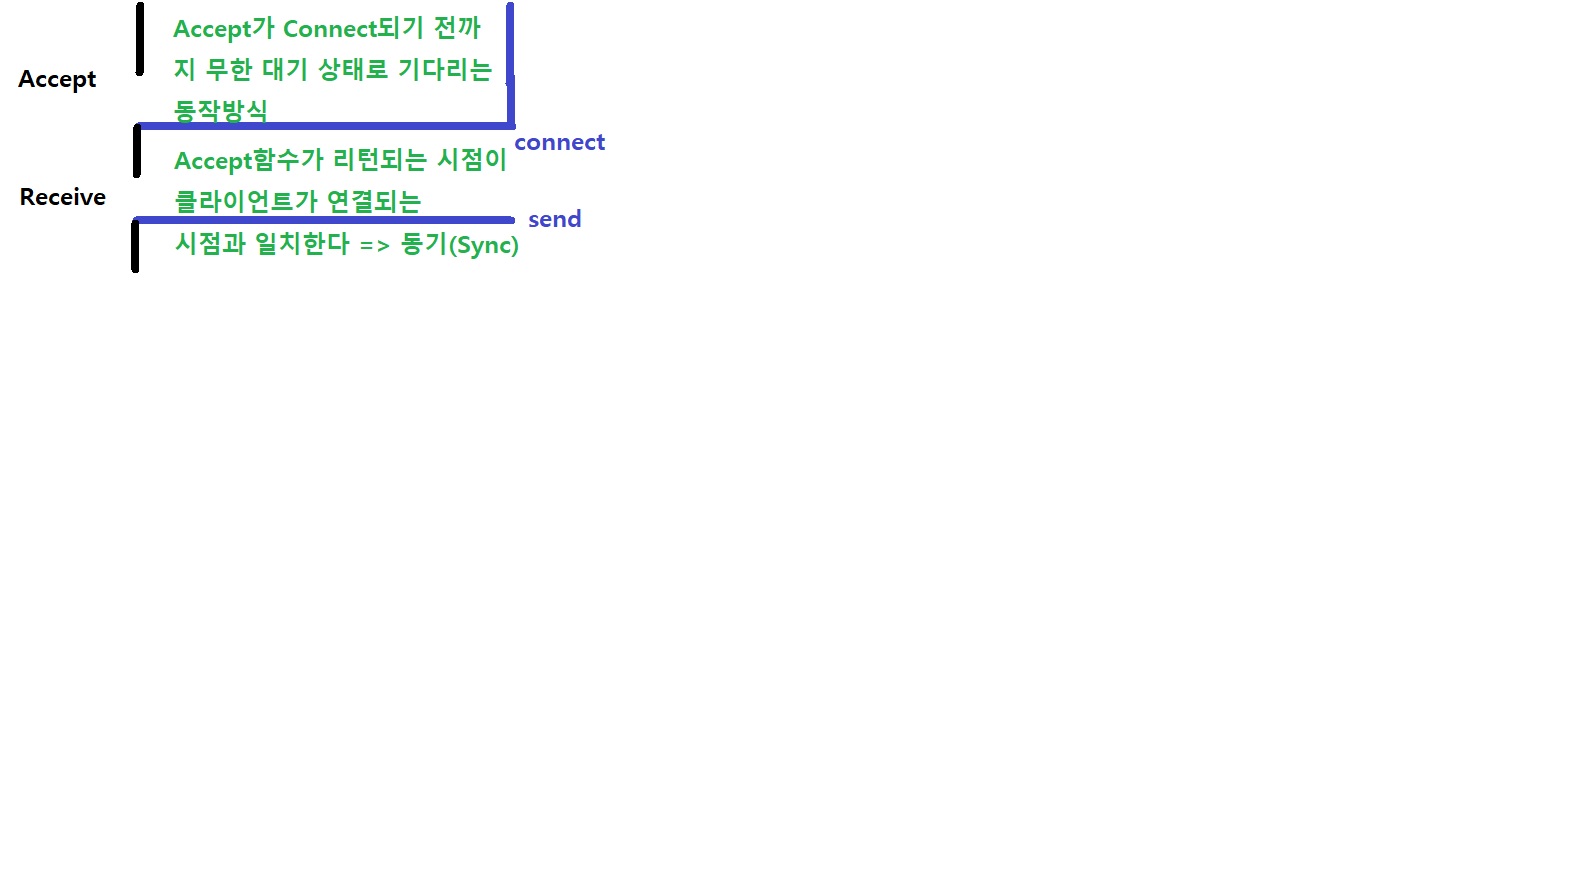 Accept가 Connect되기 전까
지 무한 대기 상태로 기다리는
Accept
동작방식
connect
Accept함수가 리턴되는 시점이
Receive
클라이언트가 연결되는
send
시점과 일치한다 => 동기(Sync)